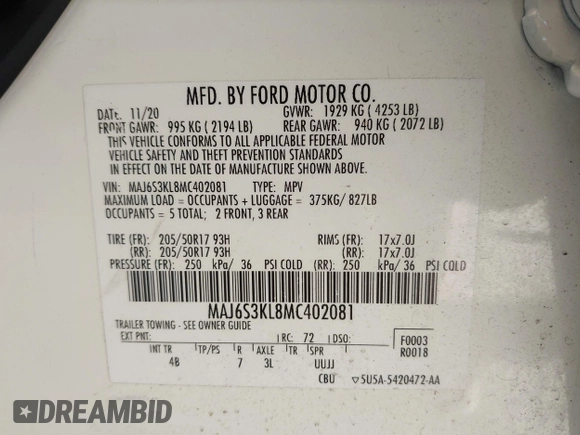 MFD. BY FORD MOTOR CO.
DATE: 11/20 GVWR: 1929 KG ( 4253 LB)
FRONT GAWR: 995 KG ( 2194 LB) REAR GAWR: 940 KG ( 2072 LB)
THIS VEHICLE CONFORMS TO ALL APPLICABLE FEDERAL MOTOR
VEHICLE SAFETY AND THEFT PREVENTION STANDARDS
IN EFFECT ON THE DATE OF MANUFACTURE SHOWN ABOVE.
VIN: MAJ6S3KL8MC402081 TYPE: MPV
MAXIMUM LOAD = OCCUPANTS + LUGGAGE = 375KG/ 827LB
OCCUPANTS = 5 TOTAL; 2 FRONT, 3 REAR
TIRE (FR): 205/50R17 93H RIMS (FR): 17x7.0J
(RR): 205/50R17 93H (RR): 17x7.0J
PRESSURE (FR): 250 kPa/ 36 PSI COLD (RR): 250 kPa/ 36 PSI COLD
MAJ6S3KL8MC402081
TRAILER TOWING - SEE OWNER GUIDE
EXT PNT: RC: 72 DSO: F0003
R0018
INT TR TP/PS R AXLE TR SPR
4B 7 3L UUJJ
CBU ▽5U5A-5420472-AA
DREAMBID